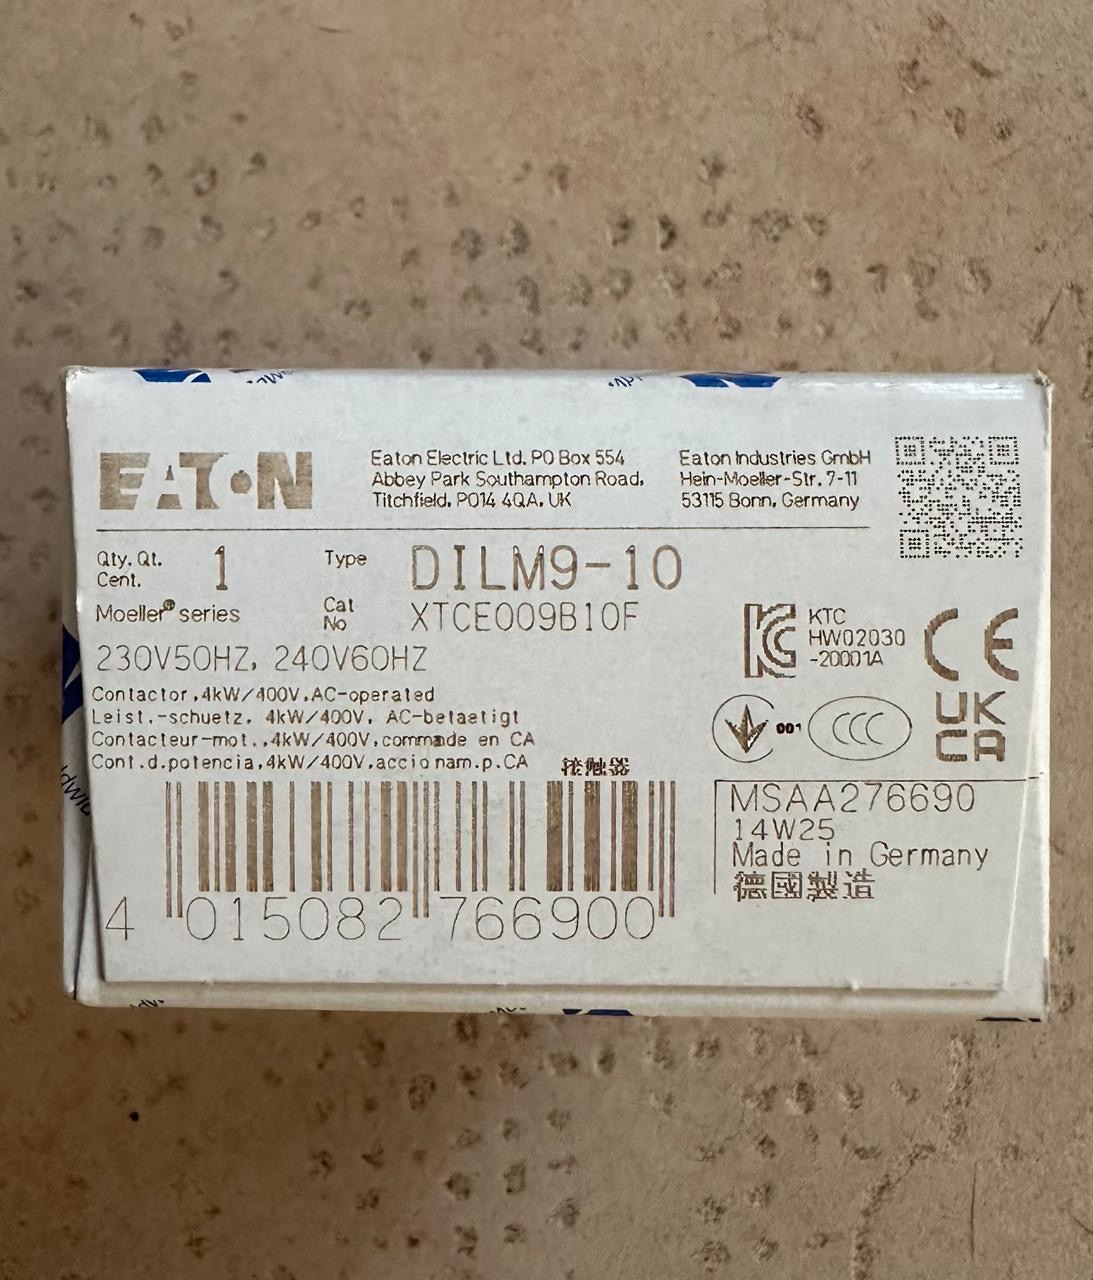 EATON
Eaton Electric Ltd. PO Box 554
Abbey Park Southampton Road,
Titchfield, PO14 4QA, UK
Eaton Industries GmbH
Hein-Moeller-Str. 7-11
53115 Bonn, Germany
Qty. Qt.
Cent.
1
Type
DILM9-10
Moeller® series
Cat
No
XTCE009B10F
230V50HZ, 240V60HZ
Contactor,4kW/400V,AC-operated
Leist.-schuetz, 4kW/400V, AC-betaetigt
Contacteur-mot.,4kW/400V,commade en CA
Cont.d.potencia,4kW/400V,accionam.p.CA
接触器
KC
KTC
HW02030
-20001A
CE
001
CCC
UK
CA
MSAA276690
14W25
Made in Germany
德國製造
4 015082 766900